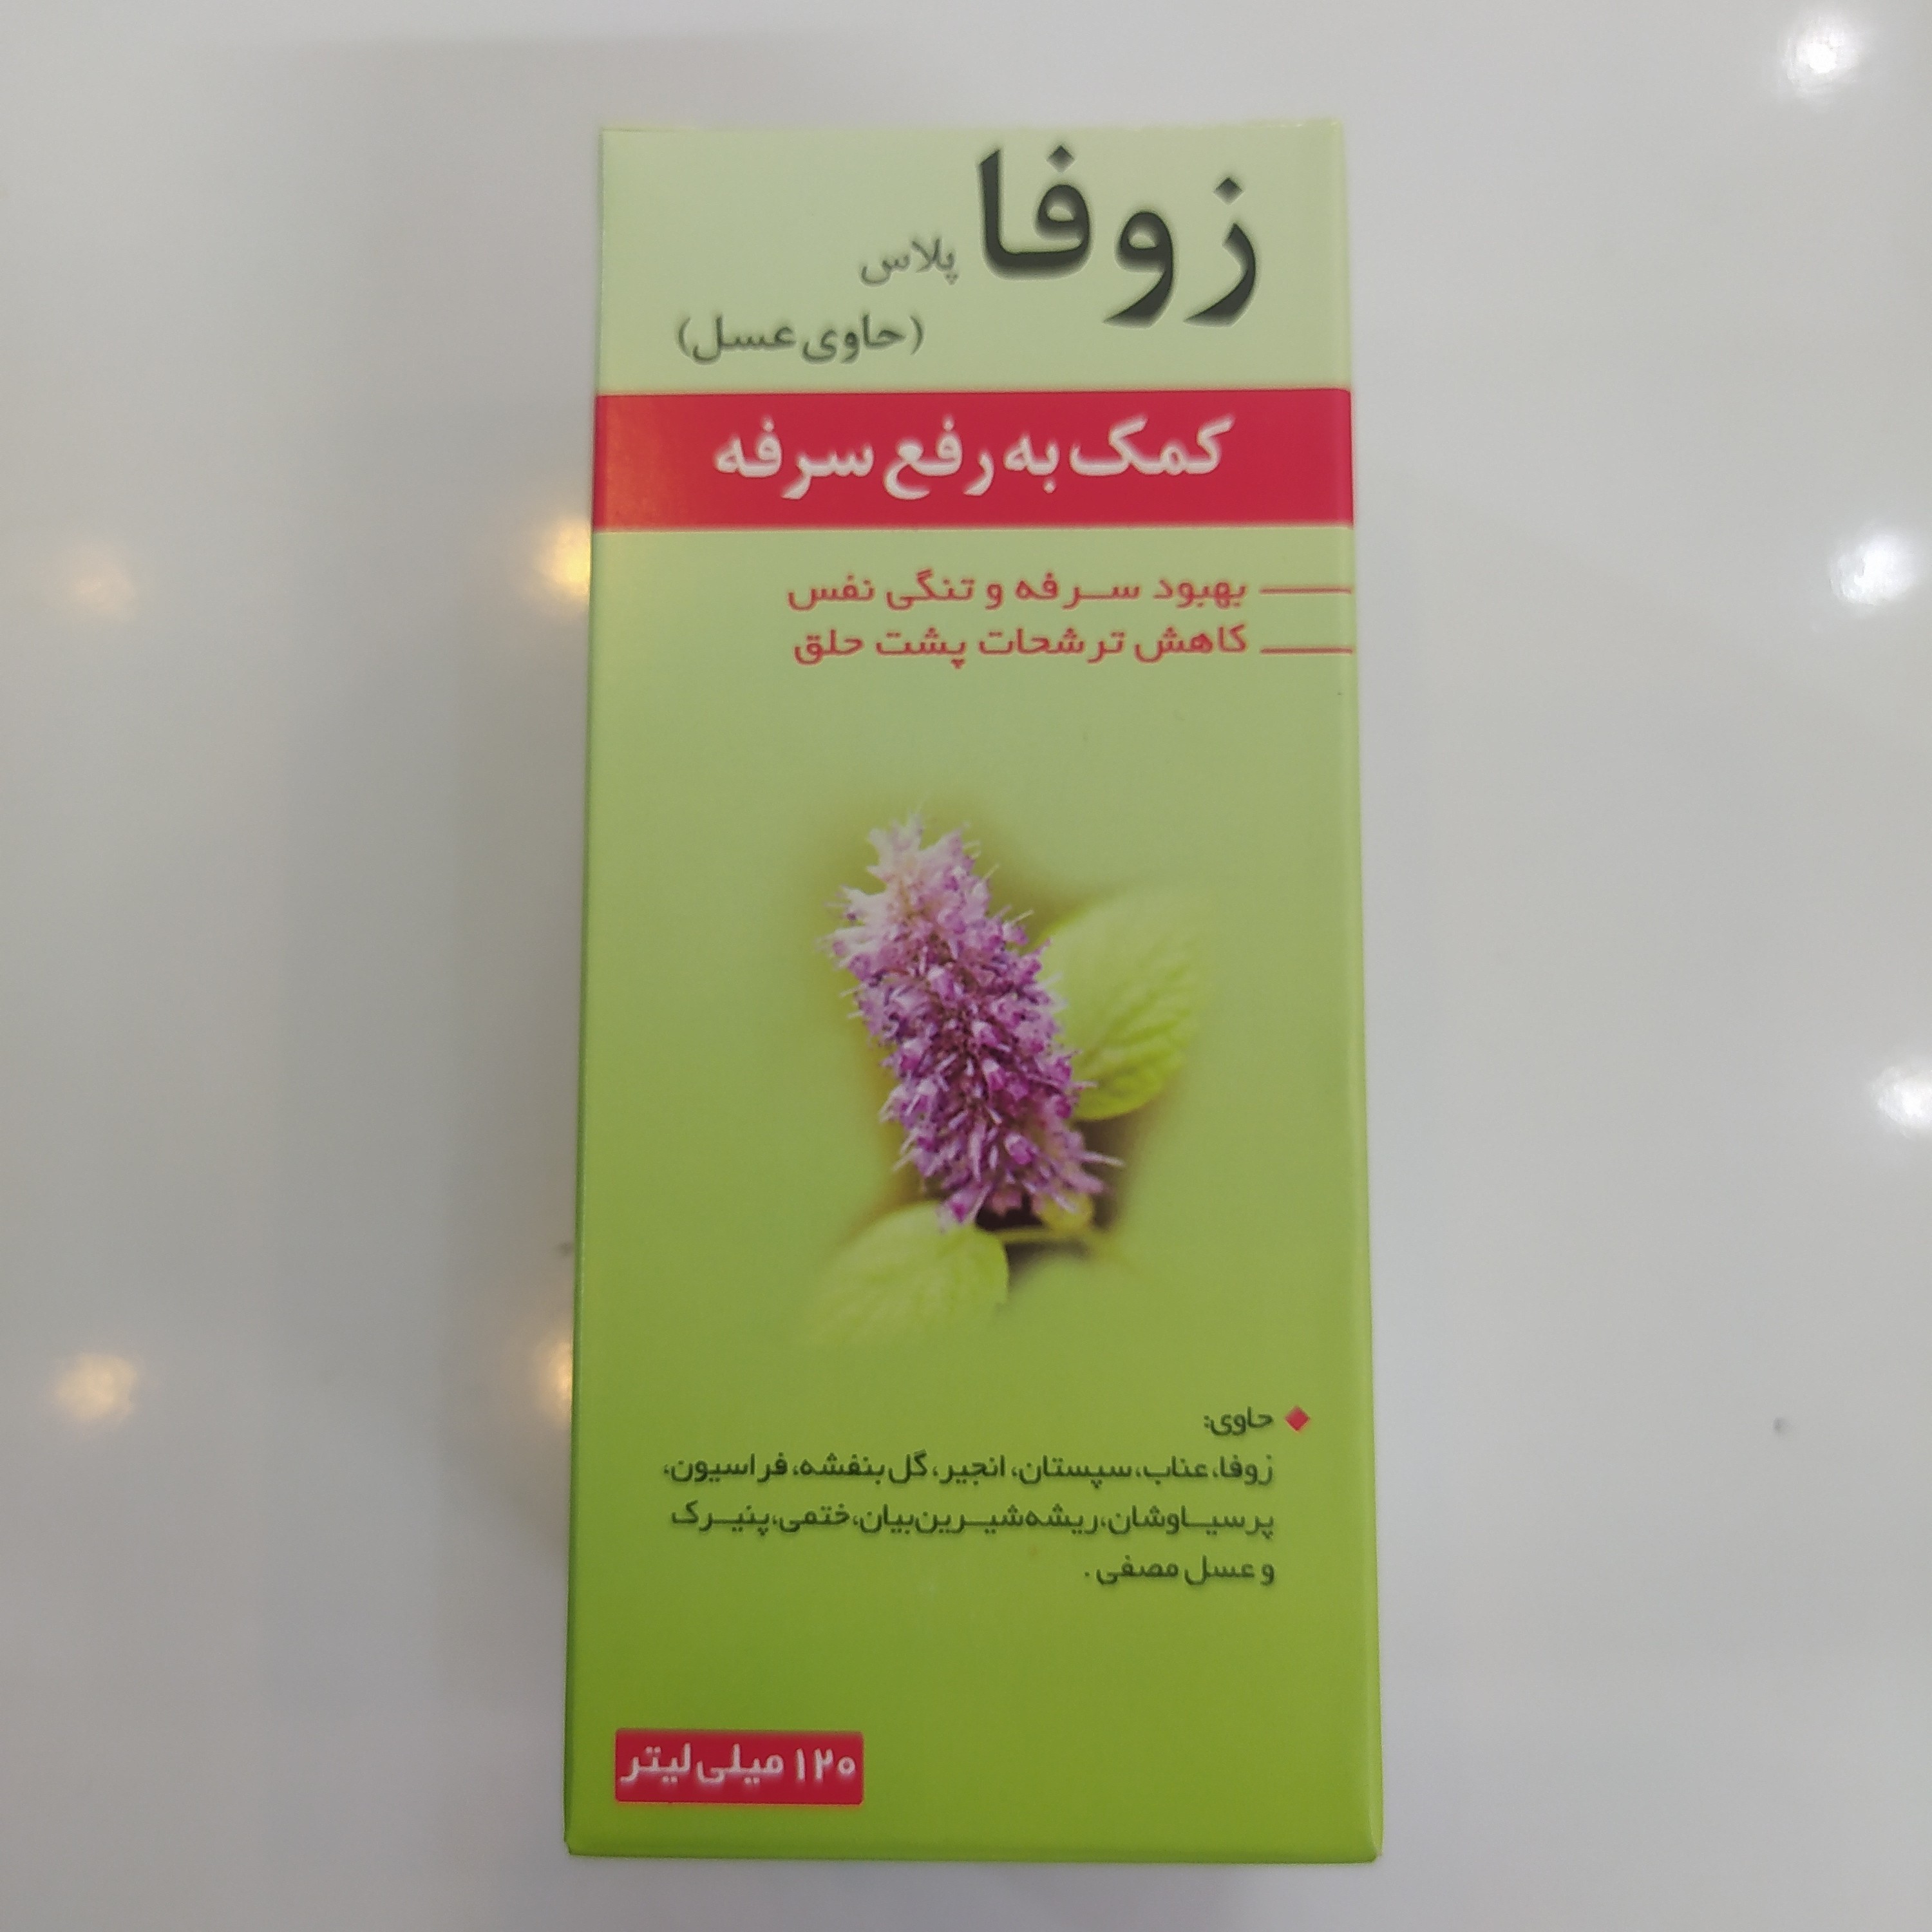 زوفا پلاس
(حاوی عسل)
کمک به رفع سرفه
بهبود سرفه و تنگی نفس
کاهش ترشحات پشت حلق
حاوی:
زوفا، عناب، سپستان، انجیر، گل بنفشه، فراسیون،
پرسیاوشان، ریشه شیرین بیان، ختمی، پنیرک
و عسل مصفی .
۱۲۰ میلی لیتر